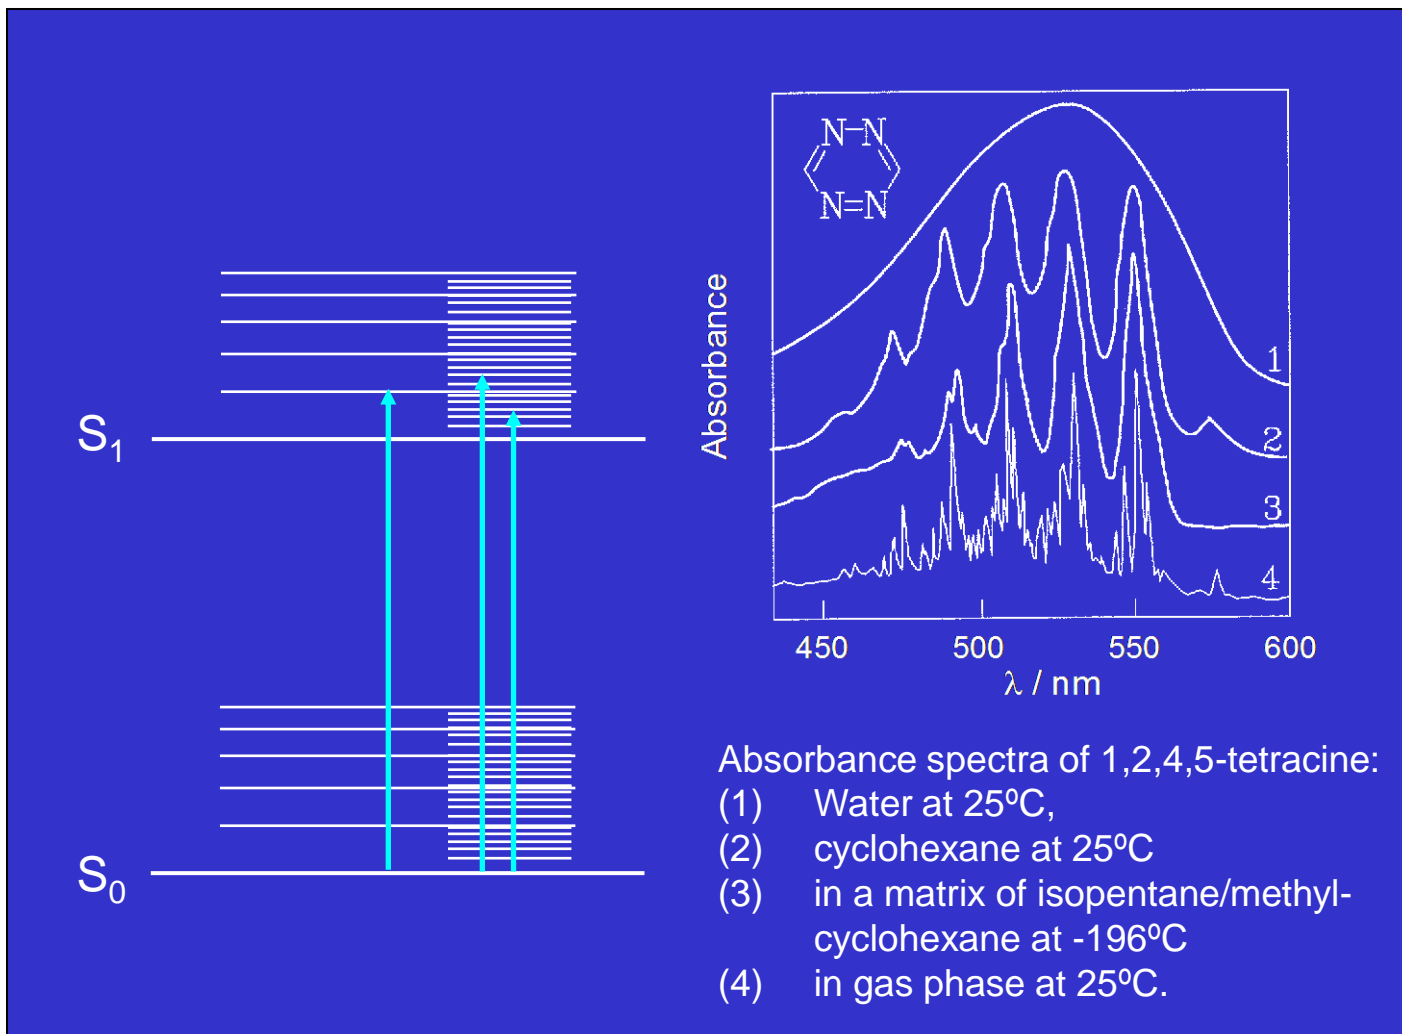 S1
S0
N-N
N=N
Absorbance
1
2
3
4
450 500 550 600
λ / nm
Absorbance spectra of 1,2,4,5-tetracine:
(1) Water at 25ºC,
(2) cyclohexane at 25ºC
(3) in a matrix of isopentane/methyl-
cyclohexane at -196ºC
(4) in gas phase at 25ºC.